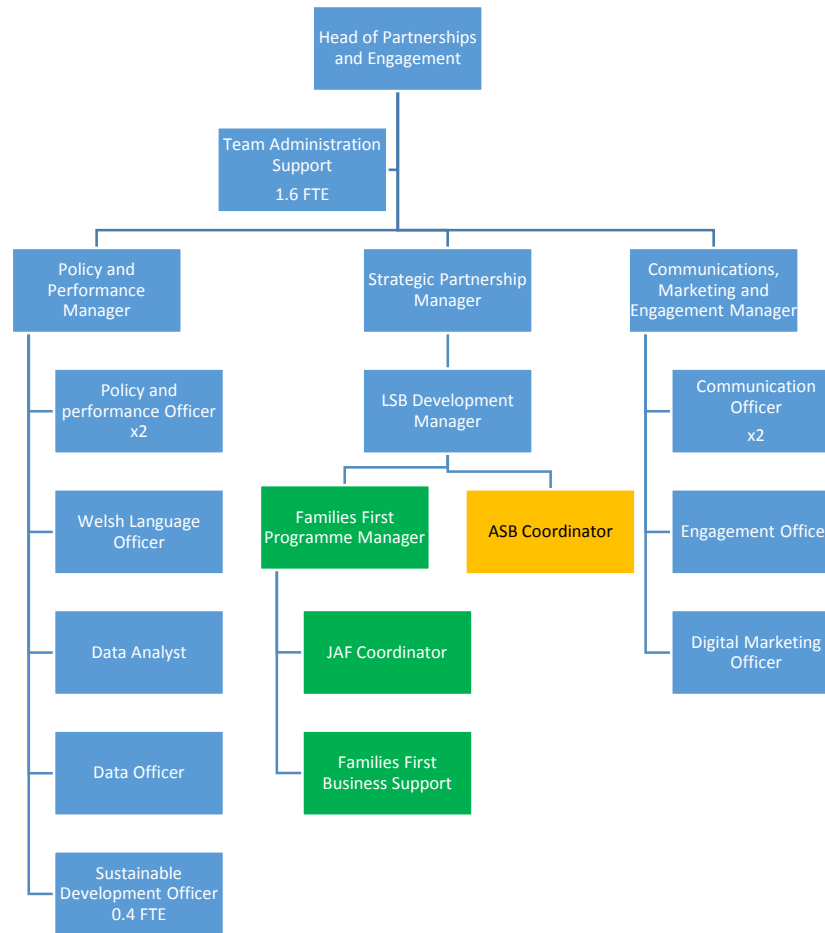 Head of Partnerships
and Engagement
Team Administration
Support
1.6 FTE
Policy and
Performance
Manager
Strategic Partnership
Manager
Communications,
Marketing and
Engagement Manager
Policy and
performance Officer
x2
LSB Development
Manager
Communication
Officer
x2
Welsh Language
Officer
Families First
Programme Manager
ASB Coordinator
Engagement Office
Data Analyst
JAF Coordinator
Digital Marketing
Officer
Data Officer
Families First
Business Support
Sustainable
Development Officer
0.4 FTE